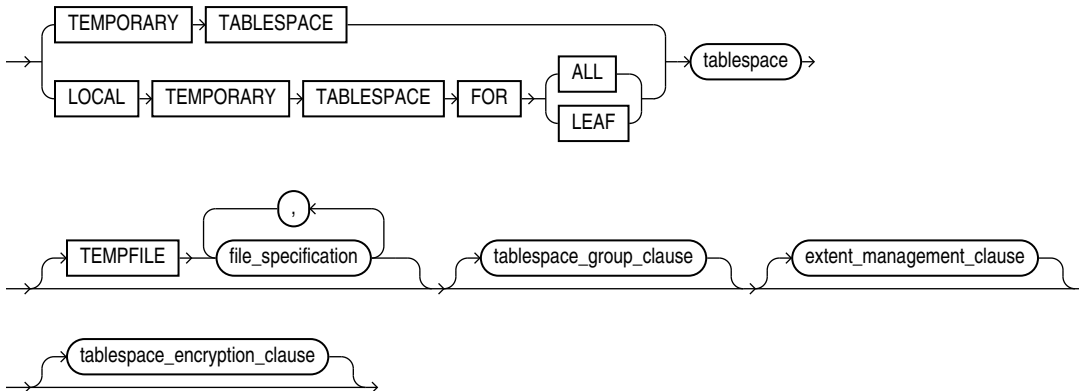 TEMPORARY TABLESPACE
ALL
tablespace
LOCAL TEMPORARY TABLESPACE FOR
LEAF
,
TEMPFILE file_specification tablespace_group_clause extent_management_clause
tablespace_encryption_clause